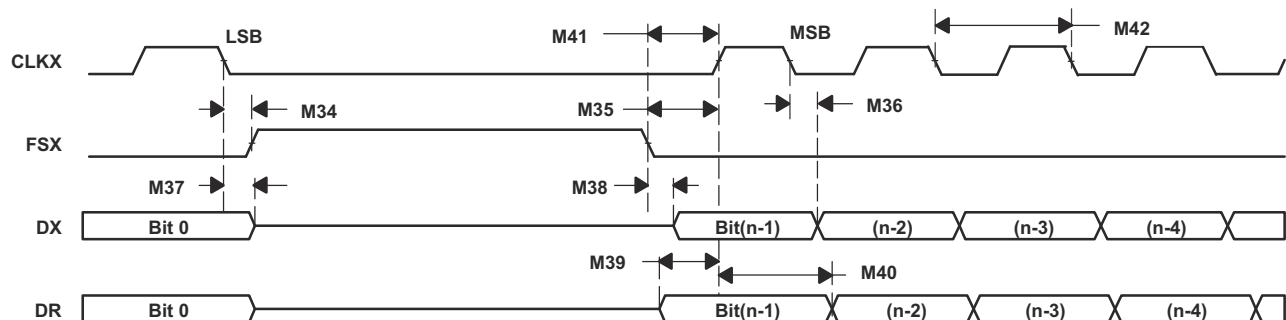 LSB
M41
MSB
M42
CLKX
M34
M35
M36
FSX
M37
M38
DX
Bit 0
Bit(n-1)
(n-2)
(n-3)
(n-4)
M39
M40
DR
Bit 0
Bit(n-1)
(n-2)
(n-3)
(n-4)